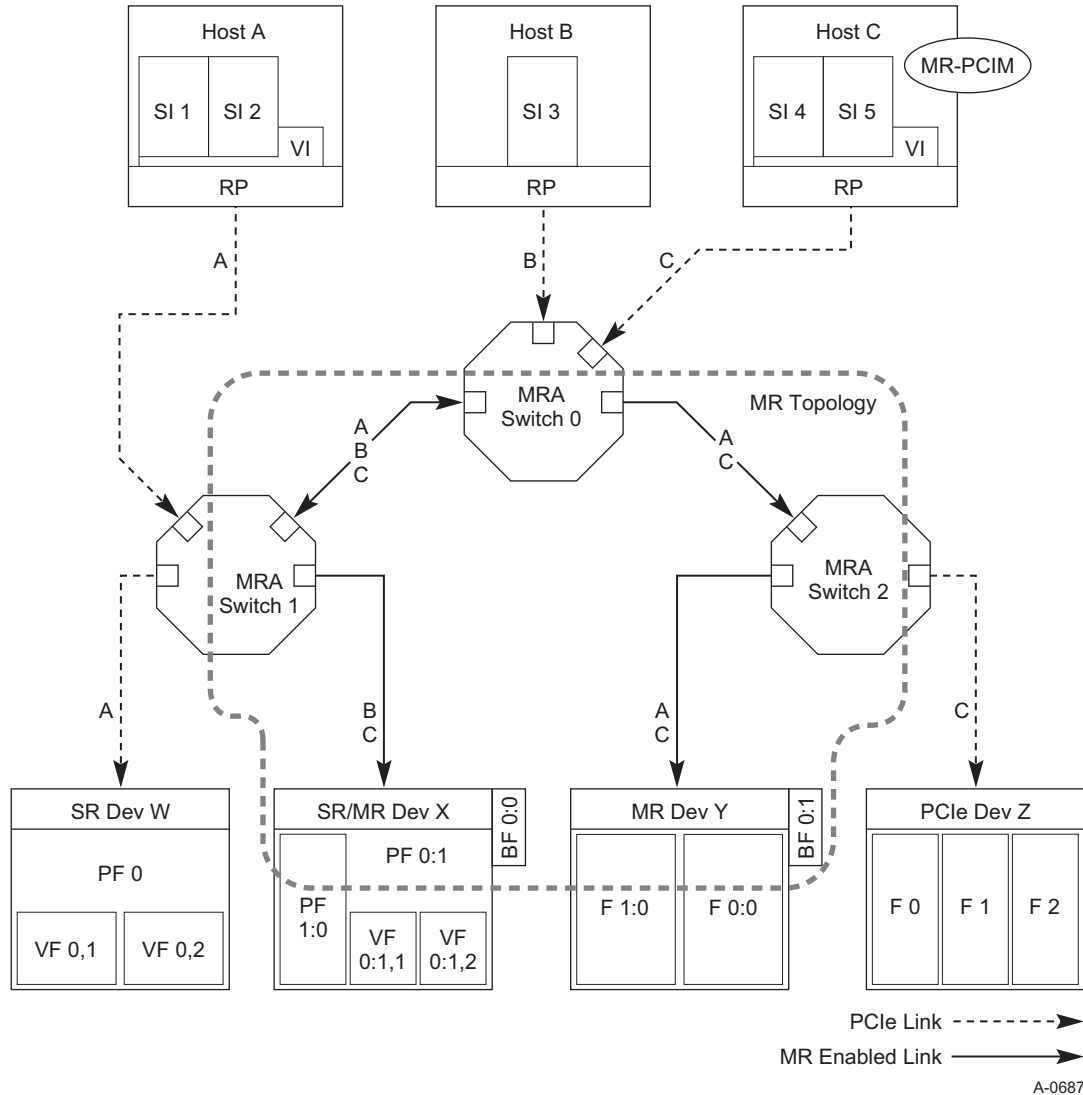 Host A
Host B
Host C
MR-PCIM
SI 1
SI 2
VI
SI 3
SI 4
SI 5
VI
RP
RP
RP
A
B
C
MRA
Switch 0
MR Topology
A
B
C
A
C
MRA
Switch 1
MRA
Switch 2
A
B
C
A
C
C
SR Dev W
SR/MR Dev X
BF 0:0
MR Dev Y
BF 0:1
PCIe Dev Z
PF 0
VF 0,1
VF 0,2
PF 0:1
PF
1:0
VF
0:1,1
VF
0:1,2
F 1:0
F 0:0
F 0
F 1
F 2
PCIe Link
MR Enabled Link
A-0687